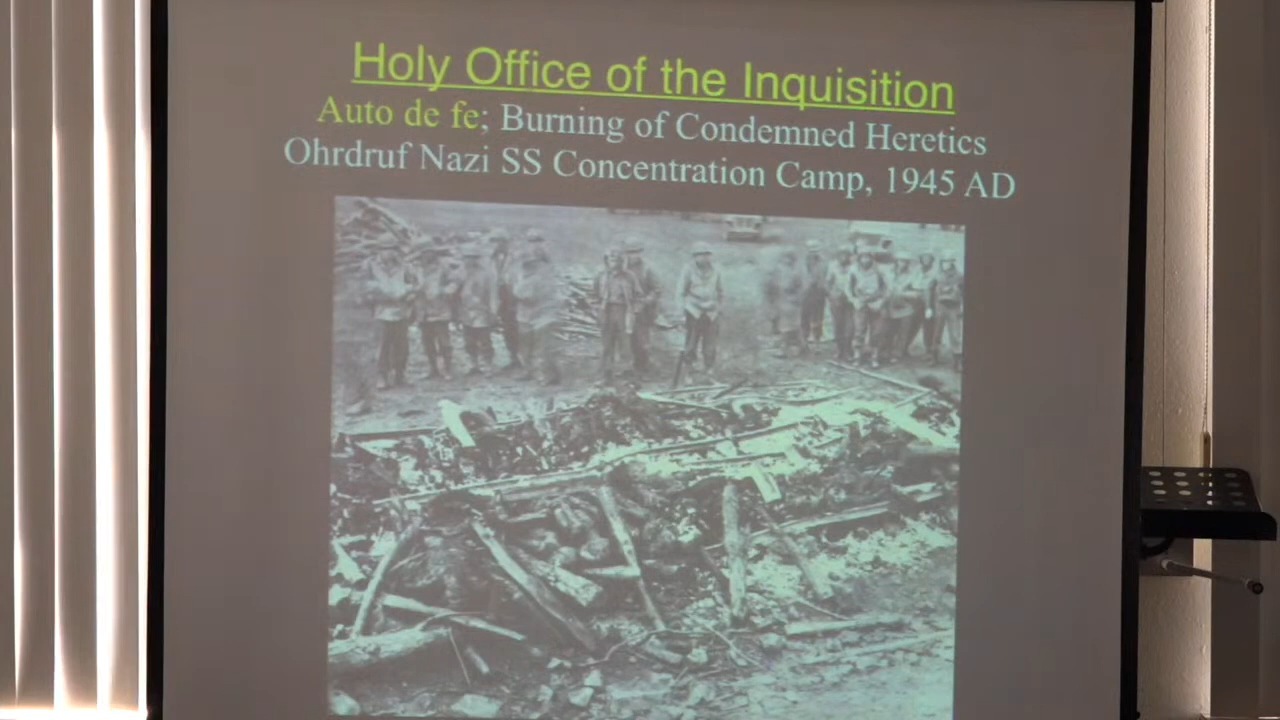 Holy Office of the Inquisition
Auto de fe; Burning of Condemned Heretics
Ohrdruf Nazi SS Concentration Camp, 1945 AD